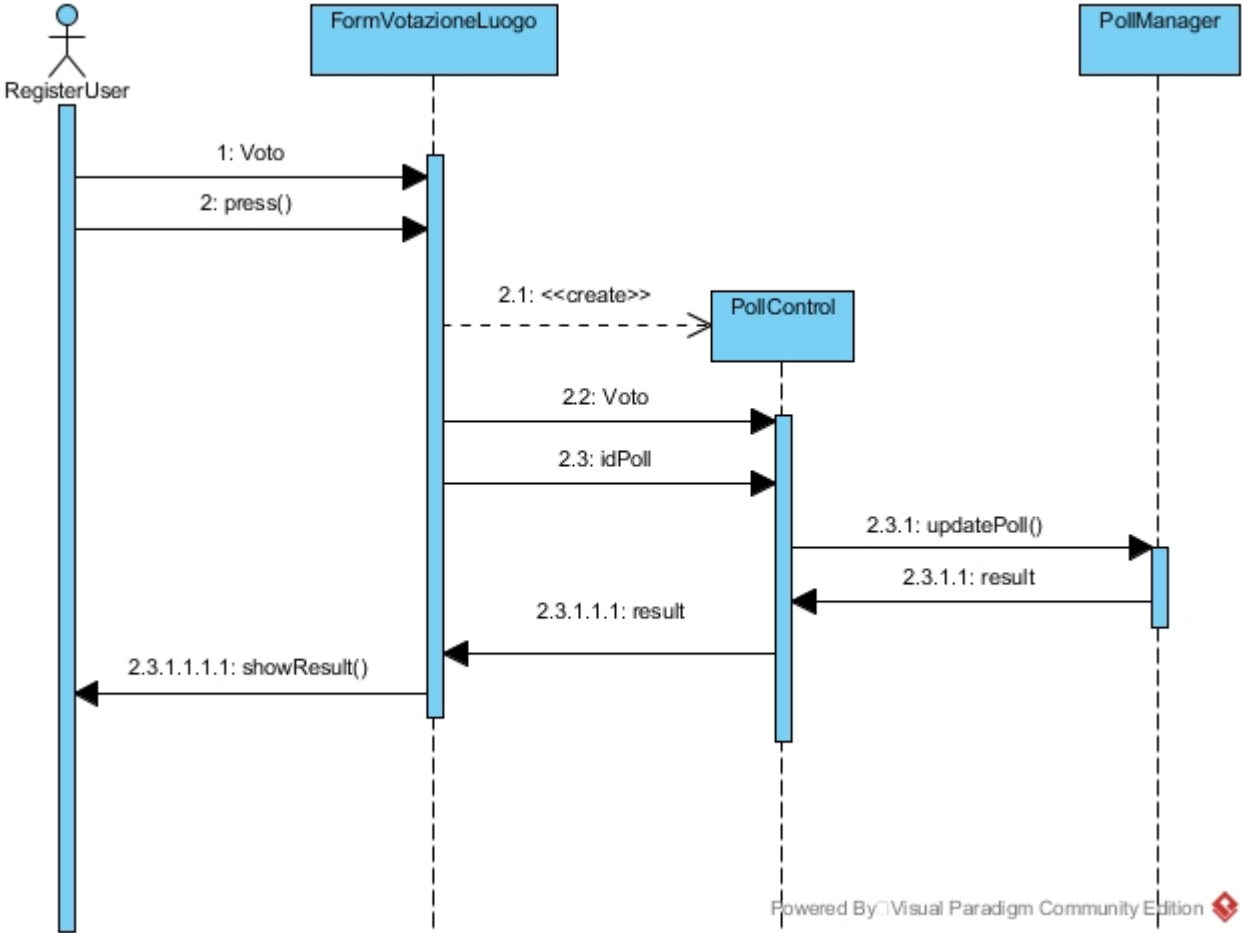 FormVotazioneLuogo
PollManager
RegisterUser
1: Voto
2: press()
2.1: <<create>>
PollControl
2.2: Voto
2.3: idPoll
2.3.1: updatePoll()
2.3.1.1: result
2.3.1.1.1: result
2.3.1.1.1.1: showResult()
Powered By Visual Paradigm Community Edition